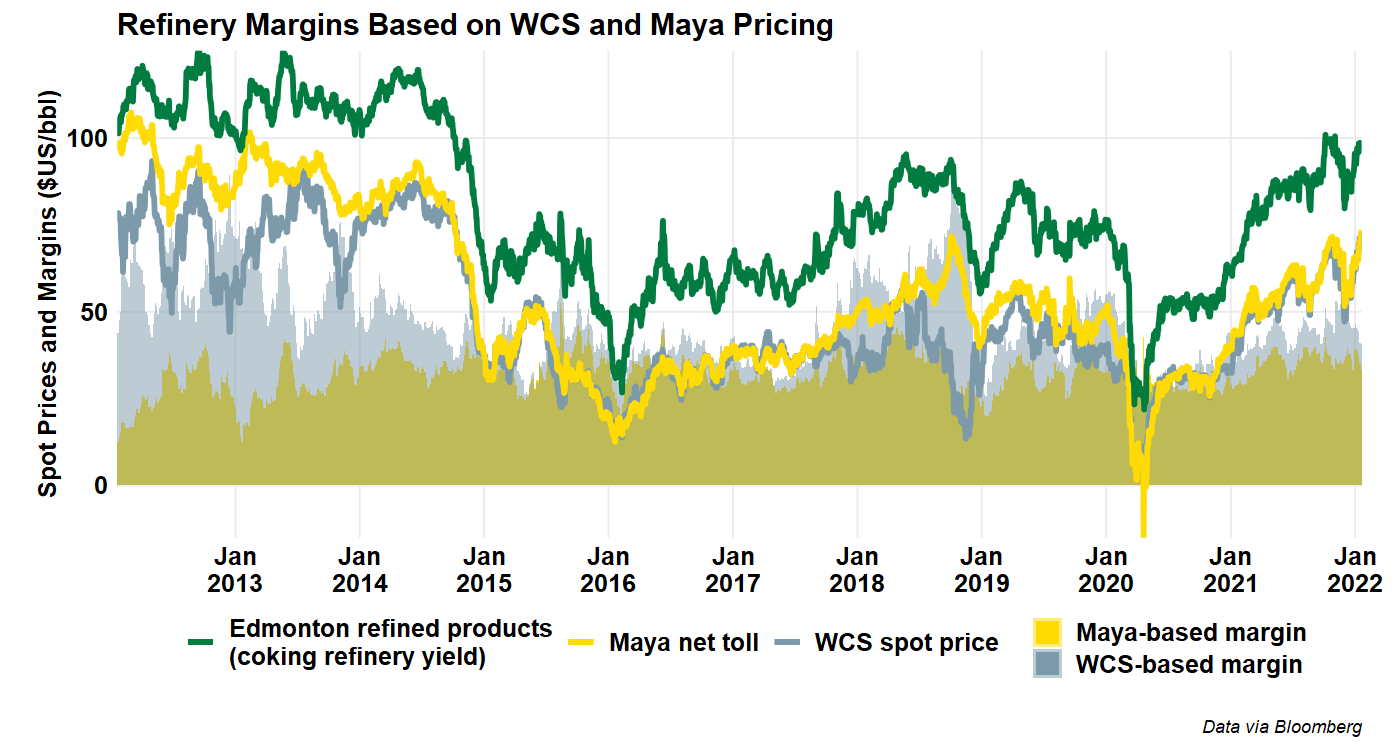 Refinery Margins Based on WCS and Maya Pricing
Spot Prices and Margins ($US/bbl)
100
50
0
Jan
2013
Jan
2014
Jan
2015
Jan
2016
Jan
2017
Jan
2018
Jan
2019
Jan
2020
Jan
2021
Jan
2022
Edmonton refined products
(coking refinery yield)
Maya net toll
WCS spot price
Maya-based margin
WCS-based margin
Data via Bloomberg